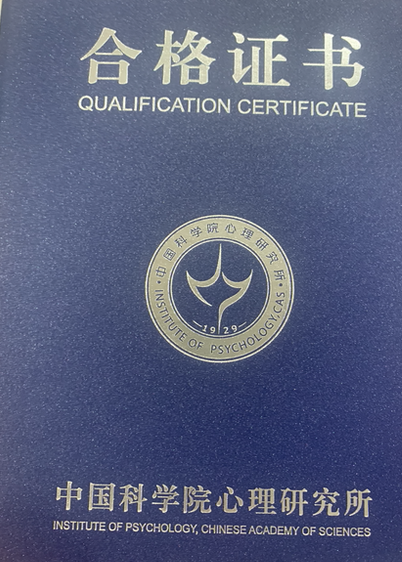 合格证书
QUALIFICATION CERTIFICATE
·中国科学院心理研究所·
INSTITUTE OF PSYCHOLOGY,CAS
1929
中国科学院心理研究所
INSTITUTE OF PSYCHOLOGY, CHINESE ACADEMY OF SCIENCES